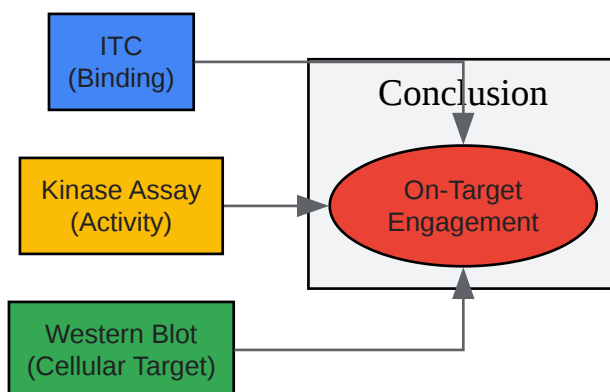 ITC
(Binding)
Conclusion
Kinase Assay
(Activity)
On-Target
Engagement
Western Blot
(Cellular Target)